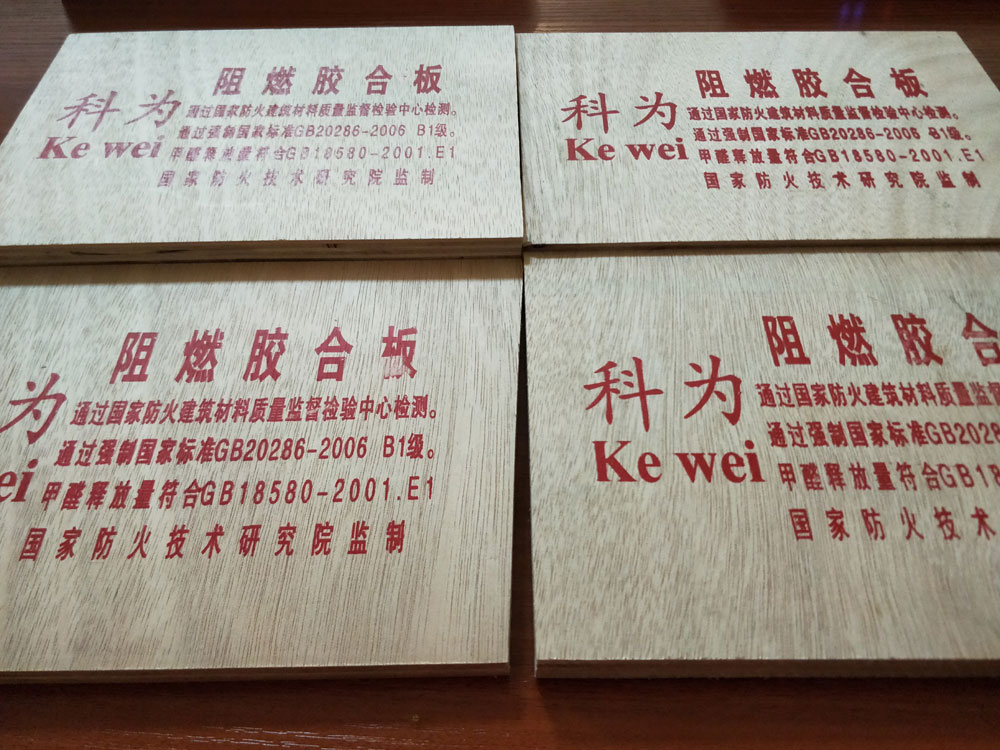 阻燃胶合板
科为
通过国家防火建筑材料质量监督检验中心检测。
通过强制国家标准GB20286-2006 B1级。
Ke wei
甲醛释放量符合GB18580-2001.E1
国家防火技术研究院监制
阻燃胶合板
科为
通过国家防火建筑材料质量监督检验中心检测。
通过强制国家标准GB20286-2006 B1级。
Ke wei
甲醛释放量符合GB18580-2001.E1
国家防火技术研究院监制
阻燃胶合板
为
通过国家防火建筑材料质量监督检验中心检测。
通过强制国家标准GB20286-2006 B1级。
ei
甲醛释放量符合GB18580-2001.E1
国家防火技术研究院监制
阻燃胶合
科为
通过国家防火建筑材料质量监督
通过强制国家标准GB2028
Ke wei
甲醛释放量符合GB1
国家防火技术